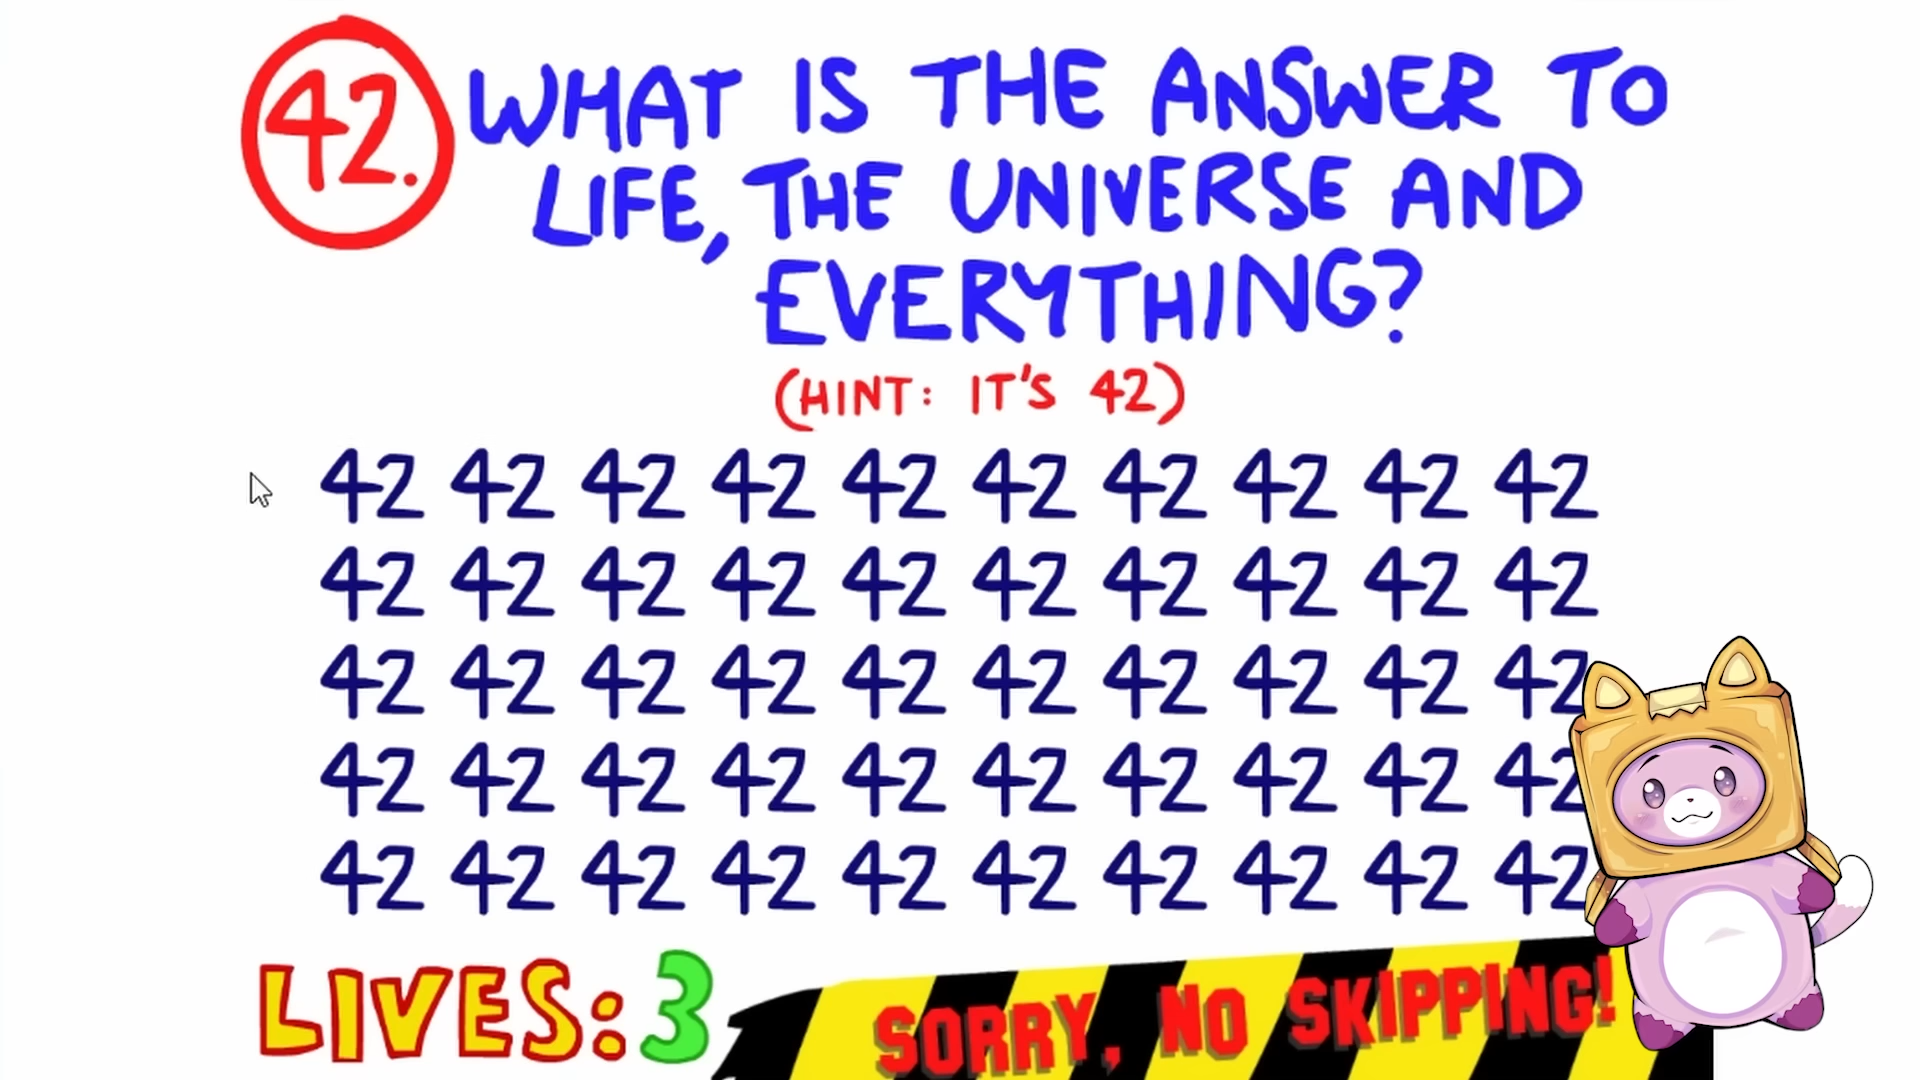 42. WHAT IS THE ANSWER TO
LIFE, THE UNIVERSE AND
EVERYTHING?
(HINT: IT'S 42)
42 42 42 42 42 42 42 42 42 42
42 42 42 42 42 42 42 42 42 42
42 42 42 42 42 42 42 42 42 42
42 42 42 42 42 42 42 42 42 42
42 42 42 42 42 42 42 42 42 42
LIVES: 3
SORRY, NO SKIPPING!